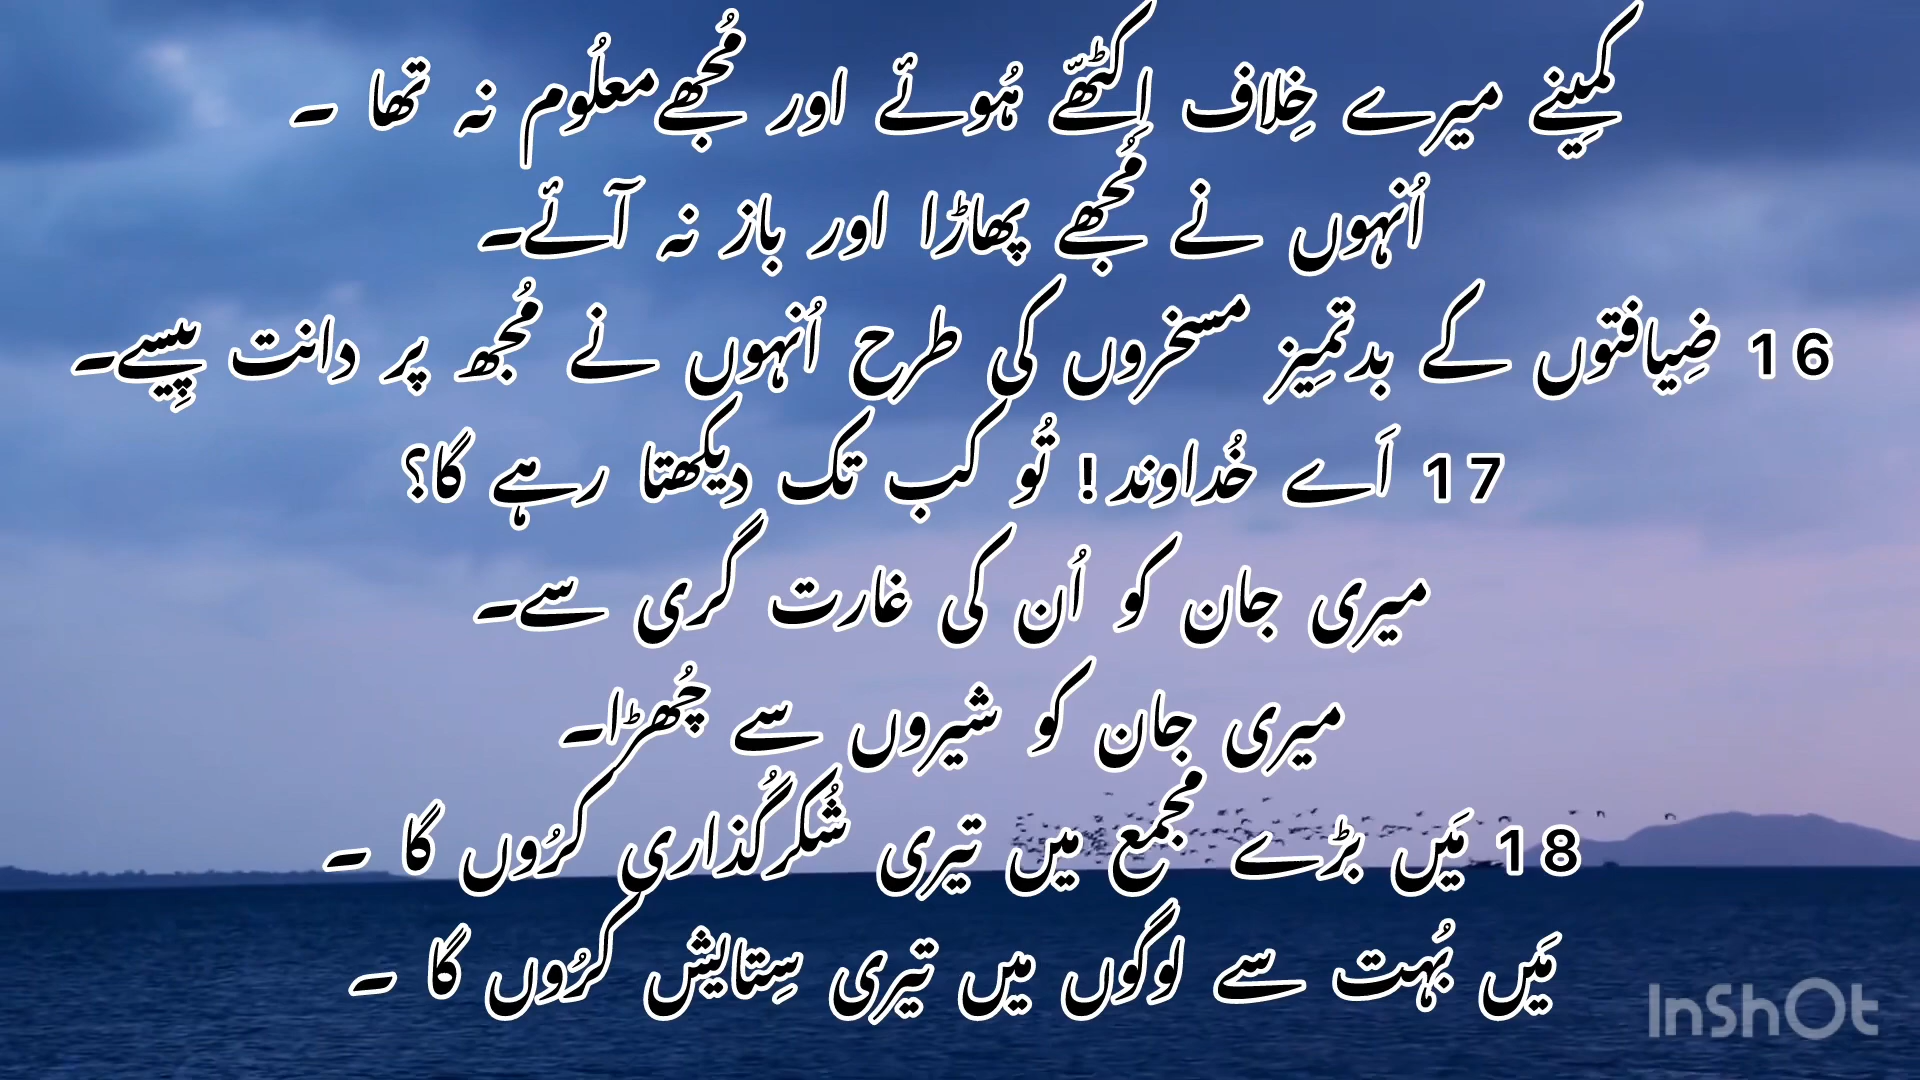 کمِینے میرے خِلاف اِکٹھّے ہُوئے اور مُجھے معلُوم نہ تھا ۔
اُنہوں نے مُجھے پھاڑا اور باز نہ آئے۔
16 ضِیافتوں کے بدتمِیز مسخروں کی طرح اُنہوں نے مُجھ پر دانت پِیسے۔
17 اَے خُداوند! تُو کب تک دیکھتا رہے گا؟
میری جان کو اُن کی غارت گری سے۔
میری جان کو شیروں سے چُھڑا۔
18 مَیں بڑے مجمع میں تیری شُکرگُذاری کرُوں گا ۔
مَیں بُہت سے لوگوں میں تیری سِتایش کرُوں گا ۔
InShOt